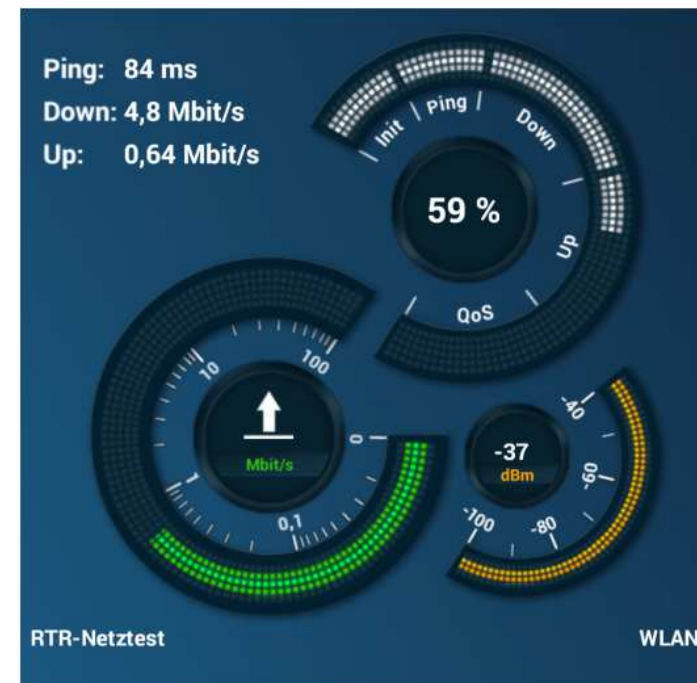 Ping: 84 ms
Down: 4,8 Mbit/s
Up: 0,64 Mbit/s
Init
Ping
Down
Up
QoS
59 %
100
10
1
0,1
0
Mbit/s
-40
-60
-80
-100
-37
dBm
RTR-Netztest
WLAN